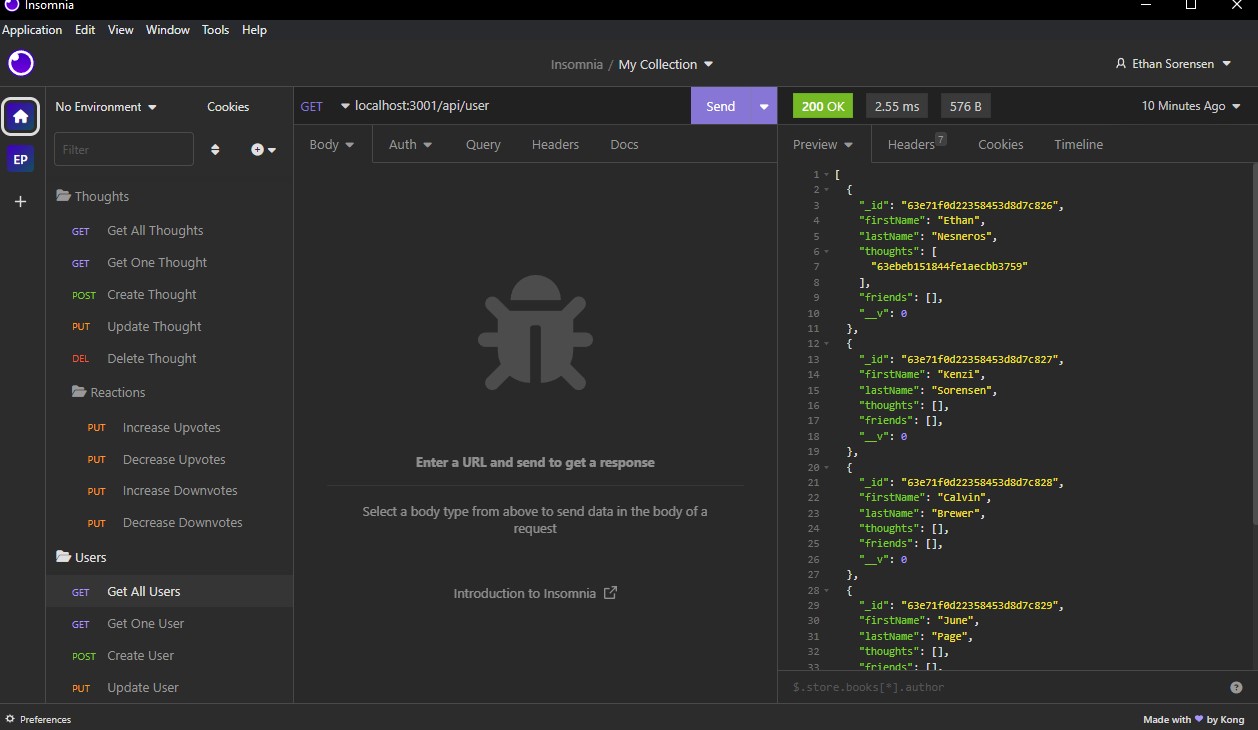 Insomnia
Application Edit View Window Tools Help
Insomnia / My Collection
Ethan Sorensen
No Environment
Cookies
GET localhost:3001/api/user
Send
200 OK
2.55 ms
576 B
10 Minutes Ago
EP
Filter
Thoughts
GET Get All Thoughts
GET Get One Thought
POST Create Thought
PUT Update Thought
DEL Delete Thought
Reactions
PUT Increase Upvotes
PUT Decrease Upvotes
PUT Increase Downvotes
PUT Decrease Downvotes
Users
GET Get All Users
GET Get One User
POST Create User
PUT Update User
Body Auth Query Headers Docs
Enter a URL and send to get a response
Select a body type from above to send data in the body of a
request
Introduction to Insomnia
Preview Headers 7 Cookies Timeline
1 [
2 {
3 "_id": "63e71f0d22358453d8d7c826",
4 "firstName": "Ethan",
5 "lastName": "Nesneros",
6 "thoughts": [
7 "63ebeb151844fe1aecbb3759"
8 ],
9 "friends": [],
10 "__v": 0
11 },
12 {
13 "_id": "63e71f0d22358453d8d7c827",
14 "firstName": "Kenzi",
15 "lastName": "Sorensen",
16 "thoughts": [],
17 "friends": [],
18 "__v": 0
19 },
20 {
21 "_id": "63e71f0d22358453d8d7c828",
22 "firstName": "Calvin",
23 "lastName": "Brewer",
24 "thoughts": [],
25 "friends": [],
26 "__v": 0
27 },
28 {
29 "_id": "63e71f0d22358453d8d7c829",
30 "firstName": "June",
31 "lastName": "Page",
32 "thoughts": [],
33 "friends": [],
$.store.books[*].author
Preferences
Made with 💜 by Kong